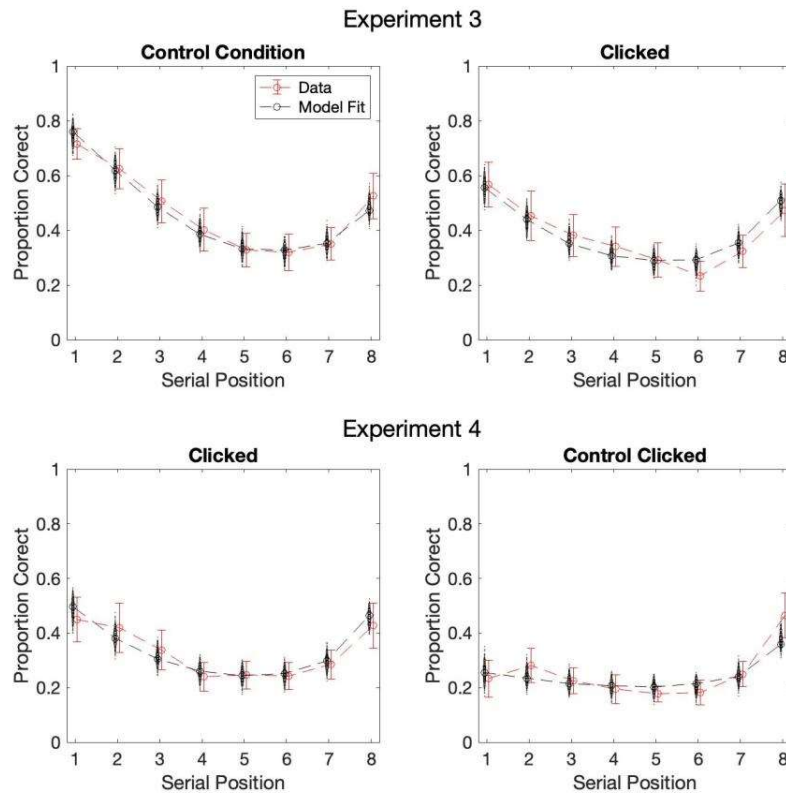 Experiment 3
Control Condition
Clicked
Proportion Corect
1
0.8
0.6
0.4
0.2
0
Data
Model Fit
1 2 3 4 5 6 7 8
Serial Position
Proportion Corect
1
0.8
0.6
0.4
0.2
0
1 2 3 4 5 6 7 8
Serial Position
Experiment 4
Clicked
Control Clicked
Proportion Corect
1
0.8
0.6
0.4
0.2
0
1 2 3 4 5 6 7 8
Serial Position
Proportion Corect
1
0.8
0.6
0.4
0.2
0
1 2 3 4 5 6 7 8
Serial Position